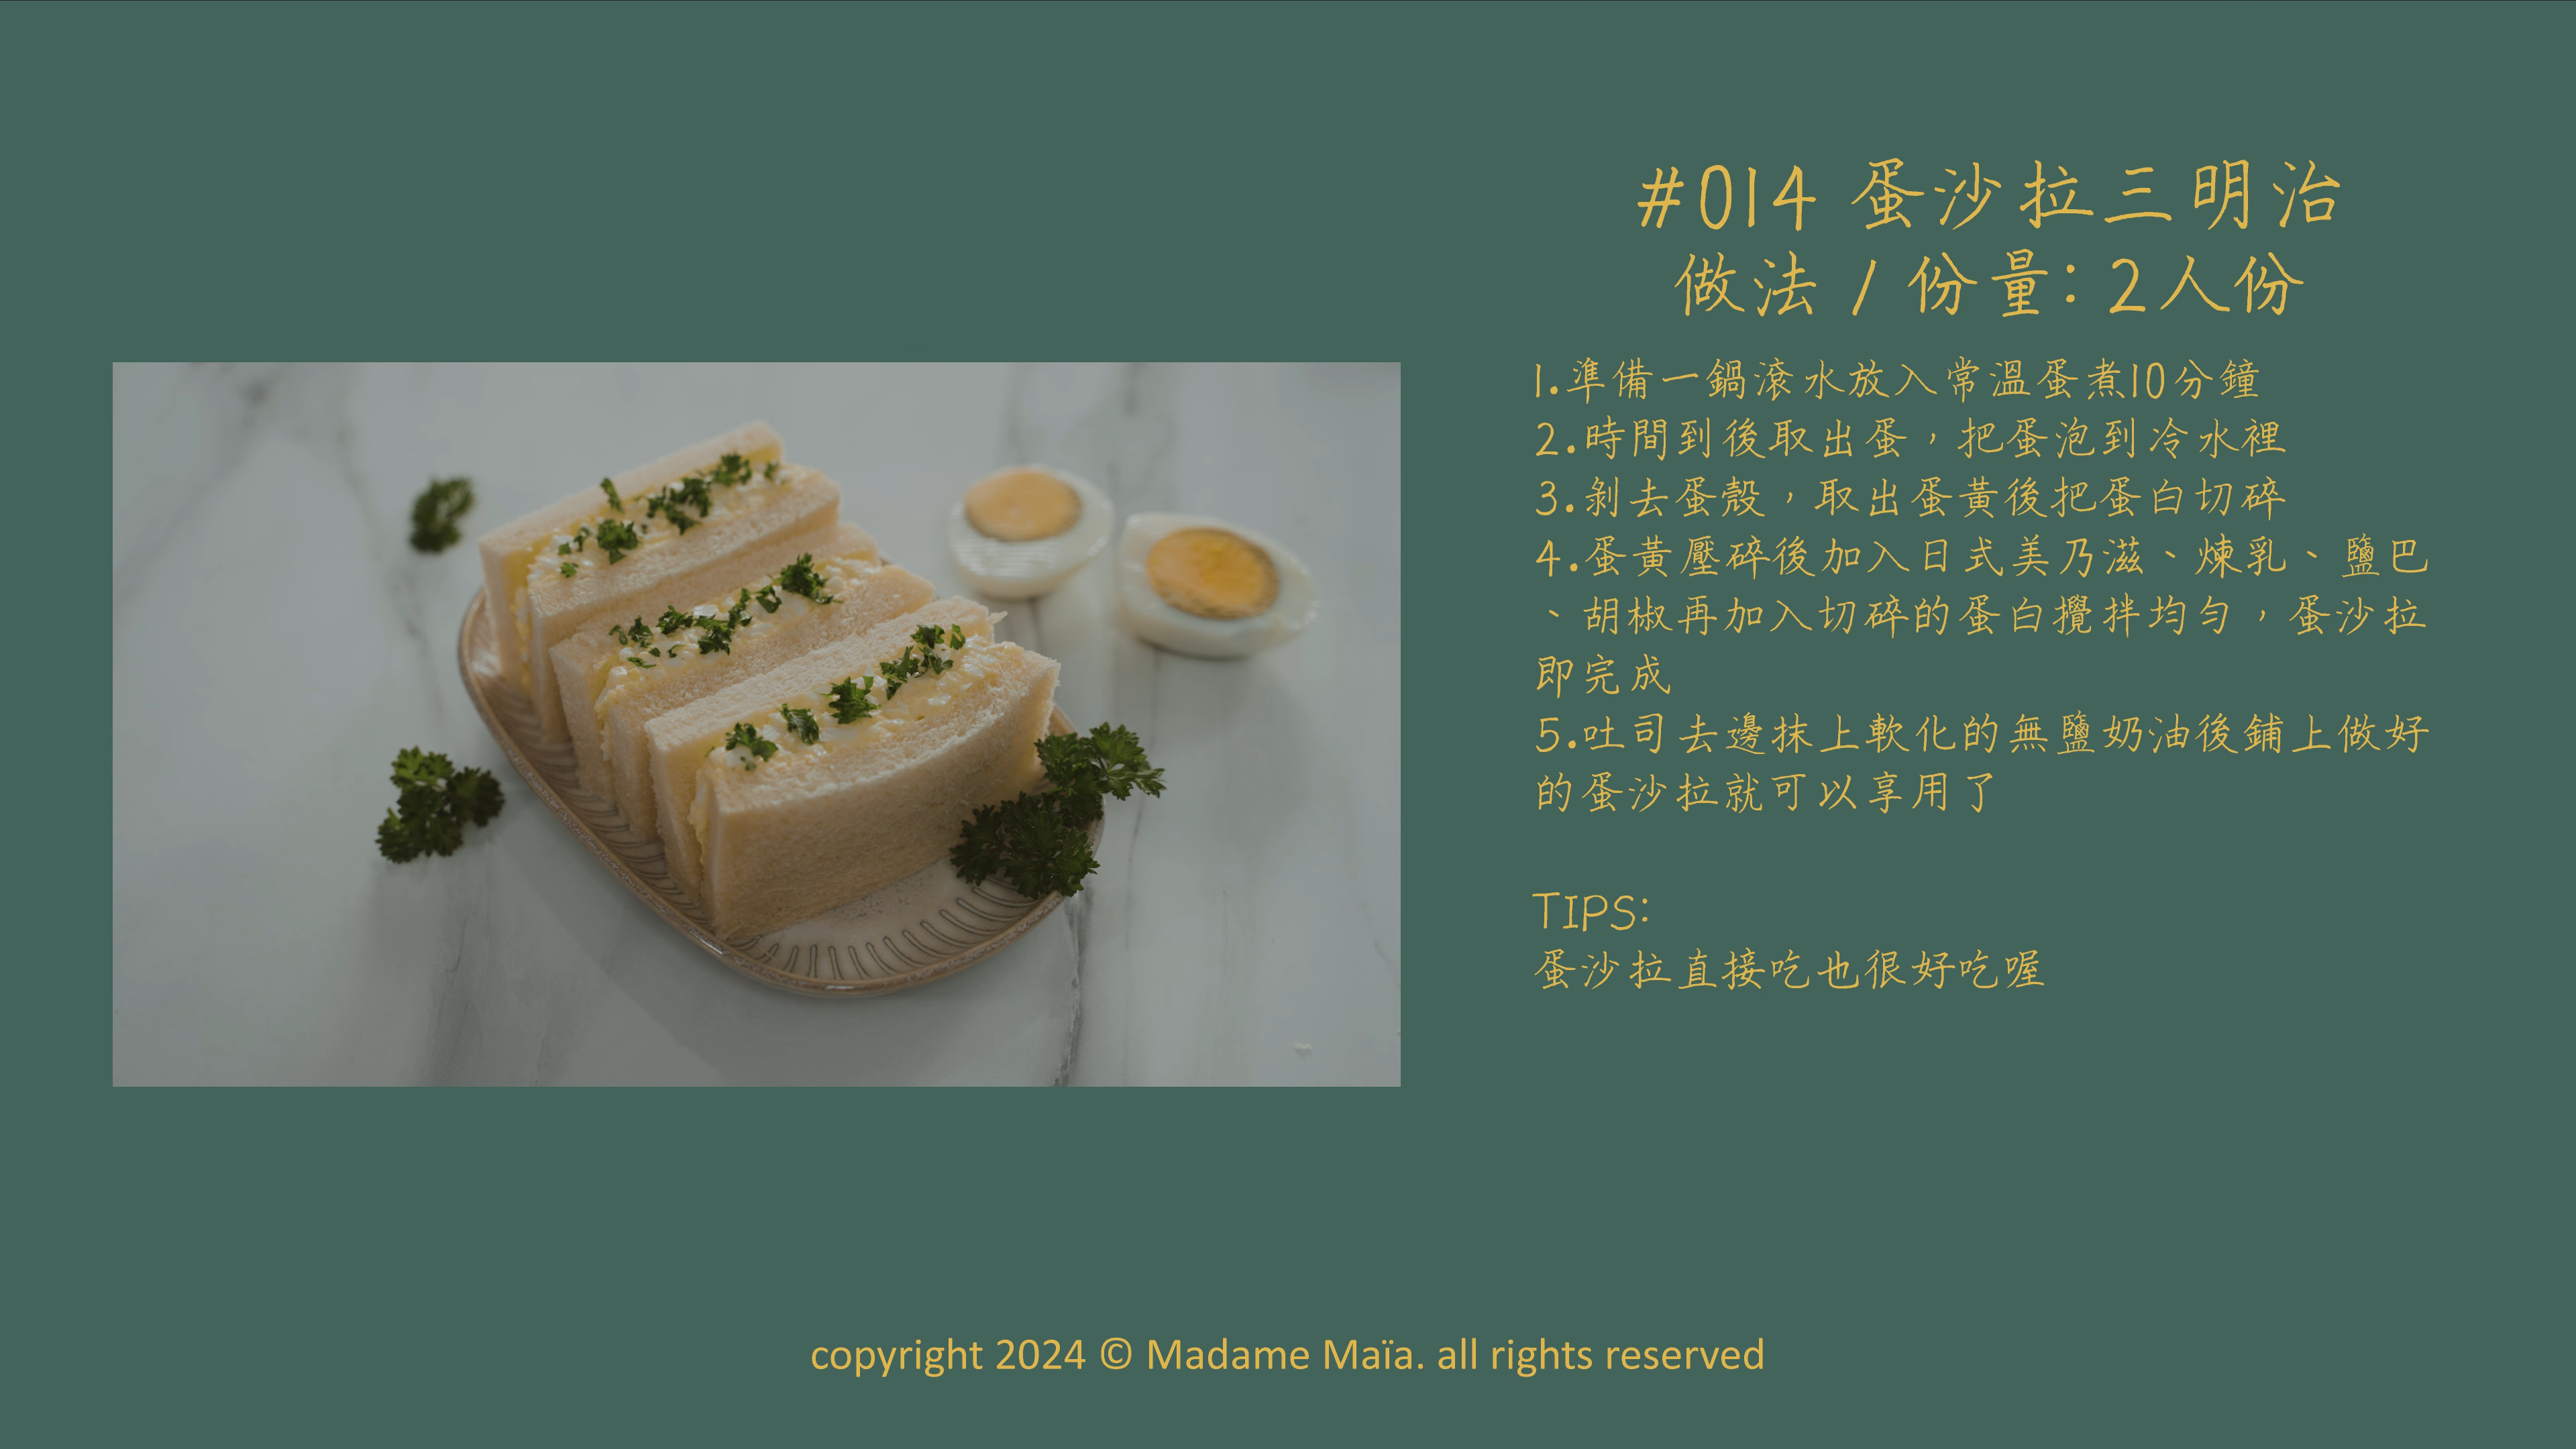 #014 蛋沙拉三明治
做法 / 份量: 2人份
1.準備一鍋滾水放入常溫蛋煮10分鐘
2.時間到後取出蛋，把蛋泡到冷水裡
3.剝去蛋殼，取出蛋黃後把蛋白切碎
4.蛋黃壓碎後加入日式美乃滋、煉乳、鹽巴
、胡椒再加入切碎的蛋白攪拌均勻，蛋沙拉
即完成
5.吐司去邊抹上軟化的無鹽奶油後鋪上做好
的蛋沙拉就可以享用了
TIPS:
蛋沙拉直接吃也很好吃喔
copyright 2024 © Madame Maïa. all rights reserved